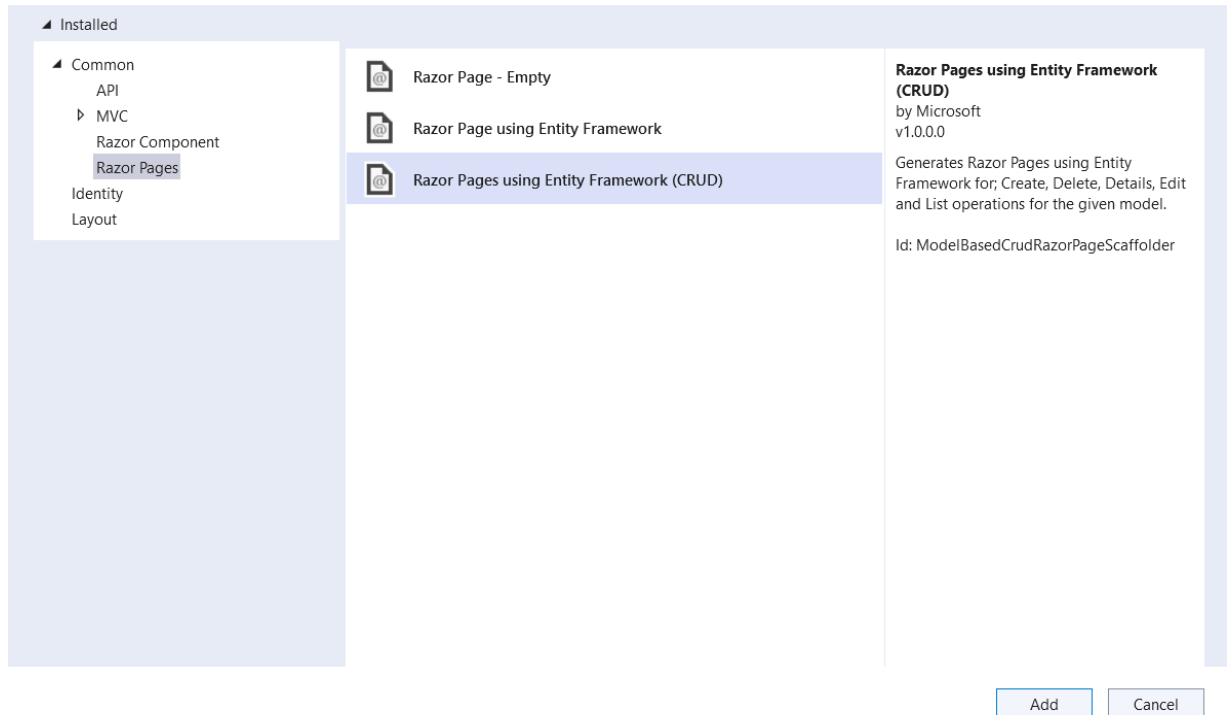 Installed
Common
API
MVC
Razor Component
Razor Pages
Identity
Layout
Razor Page - Empty
Razor Page using Entity Framework
Razor Pages using Entity Framework (CRUD)
Razor Pages using Entity Framework
(CRUD)
by Microsoft
v1.0.0.0
Generates Razor Pages using Entity
Framework for; Create, Delete, Details, Edit
and List operations for the given model.
Id: ModelBasedCrudRazorPageScaffolder
Add
Cancel